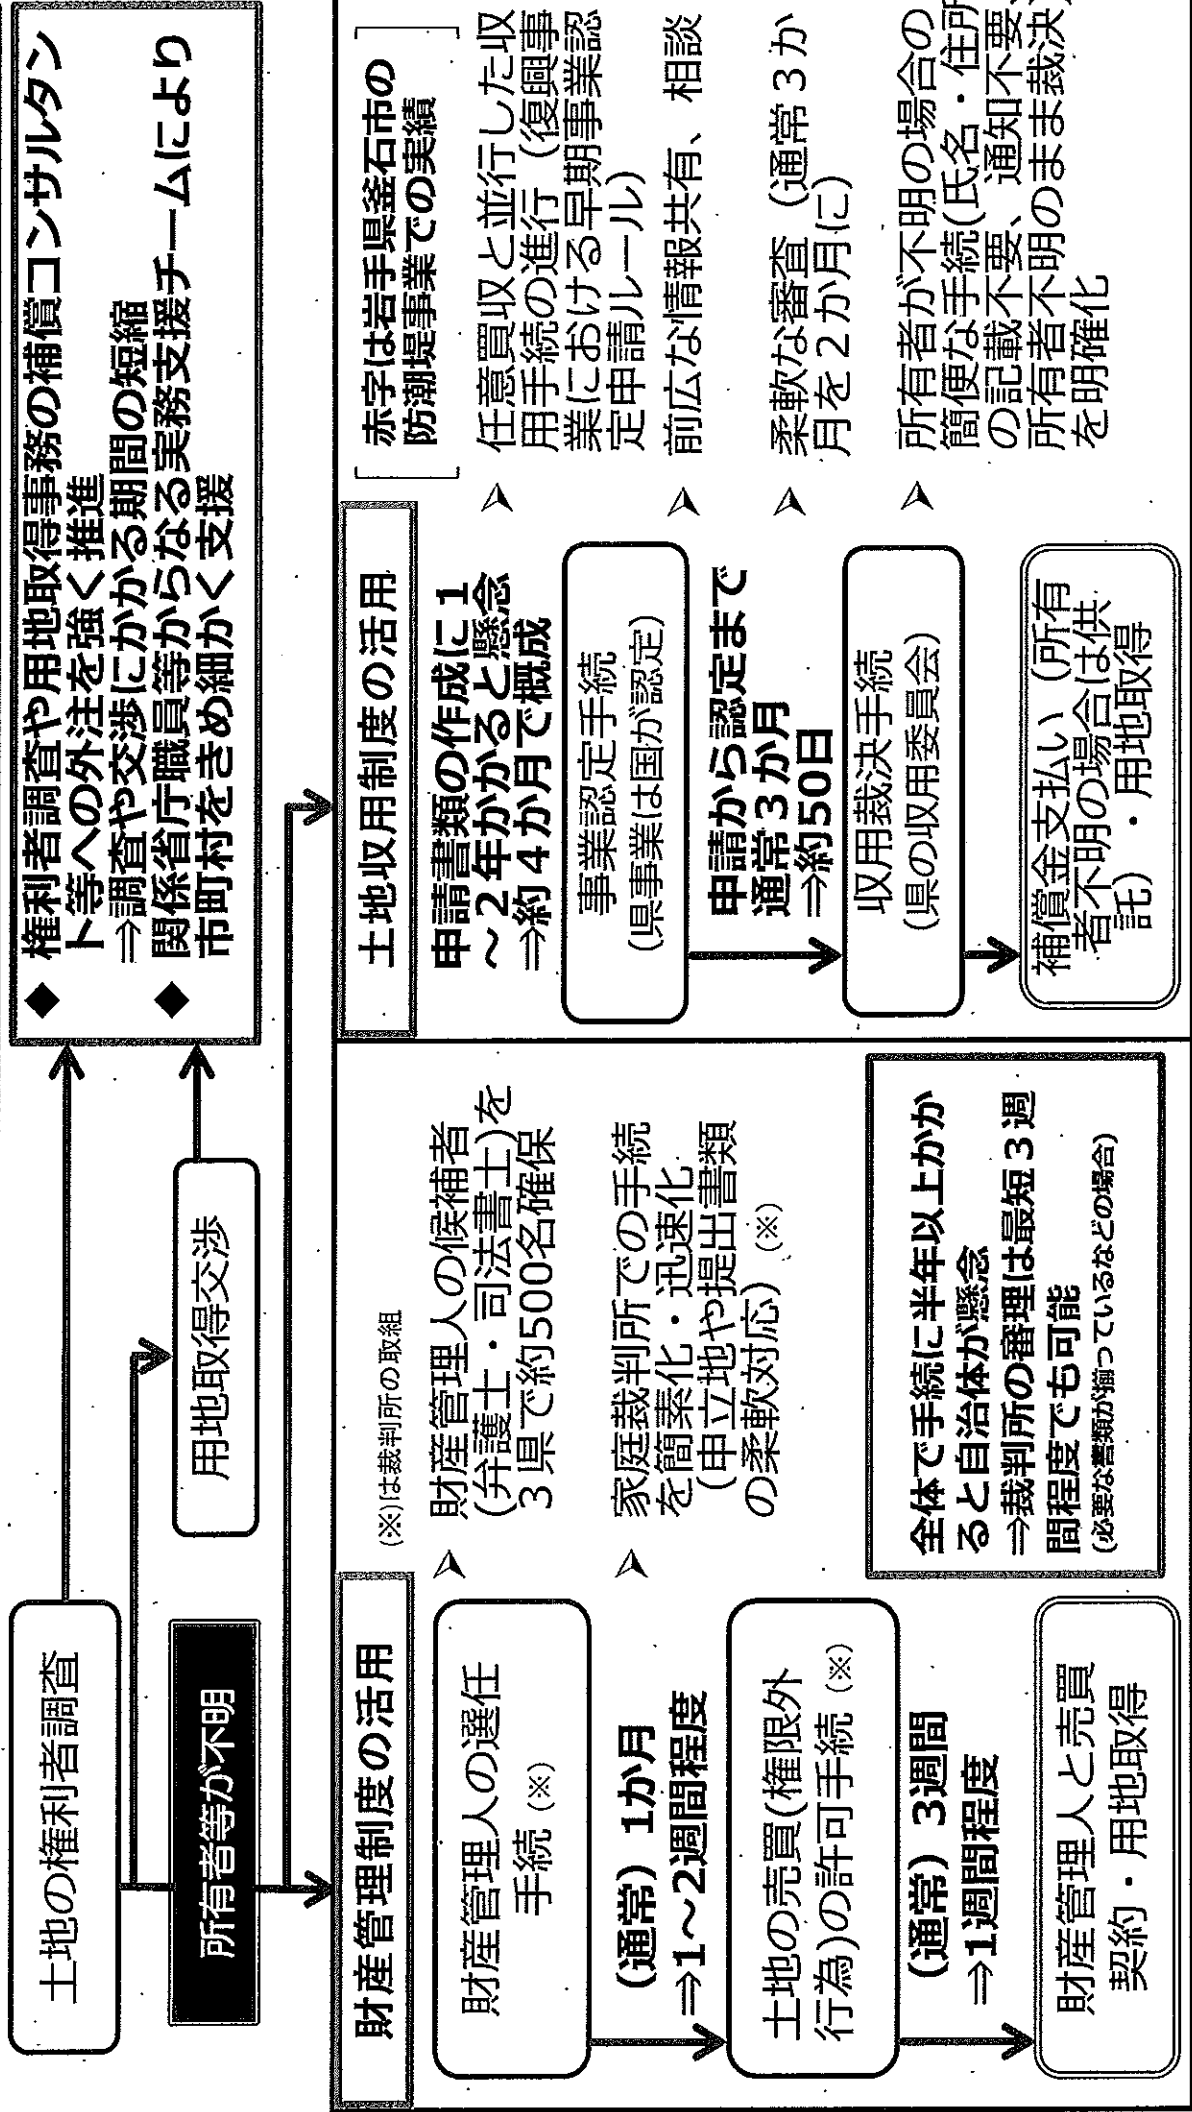 土地の権利者調査
所有者等が不明
用地取得交渉
◆ 権利者調査や用地取得事務の補償コンサルタン
ト等への外注を強く推進
⇒調査や交渉にかかる期間の短縮
◆ 関係省庁職員等からなる実務支援チームにより
市町村をきめ細かく支援
財産管理制度の活用
(※)は裁判所の取組
財産管理人の選任
手続(※)
➢ 財産管理人の候補者
(弁護士・司法書士)を
3県で約500名確保
(通常)1か月
⇒1~2週間程度
➢ 家庭裁判所での手続
を簡素化・迅速化
(申立地や提出書類
の柔軟対応)(※)
土地の売買(権限外
行為)の許可手続(※)
(通常)3週間
⇒1週間程度
財産管理人と売買
契約・用地取得
全体で手続に半年以上かか
ると自治体が懸念
⇒裁判所の審理は最短3週
間程度でも可能
(必要な書類が揃っているなどの場合)
土地収用制度の活用
赤字は岩手県釜石市の
防潮堤事業での実績
申請書類の作成に1
~2年かかると懸念
⇒約4か月で概成
事業認定手続
(県事業は国が認定)
申請から認定まで
通常3か月
⇒約50日
収用裁決手続
(県の収用委員会)
補償金支払い(所有
者不明の場合は供
託)・用地取得
➢ 任意買収と並行した収
用手続の進行(復興事
業における早期事業認
定申請ルール)
➢ 前広な情報共有、相談
➢ 柔軟な審査(通常3か
月を2か月に)
➢ 所有者が不明の場合の
簡便な手続(氏名・住所
の記載不要、通知不要、
所有者不明のまま裁決)
を明確化